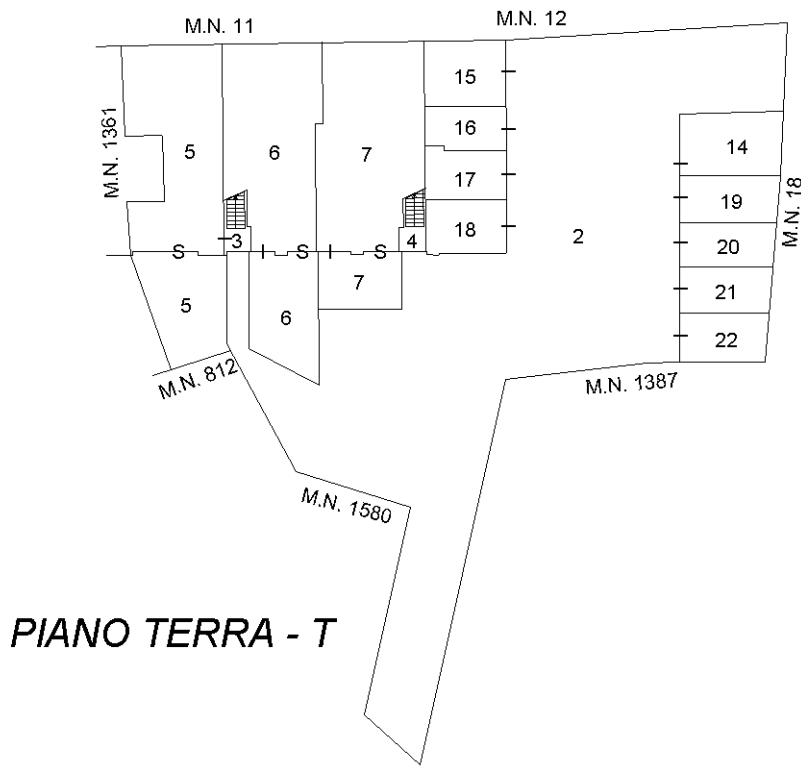 M.N. 11
M.N. 12
M.N. 1361
5
6
7
15
16
17
18
14
19
20
21
22
M.N. 18
2
3
4
S
S
S
5
6
7
M.N. 812
M.N. 1387
M.N. 1580
PIANO TERRA - T